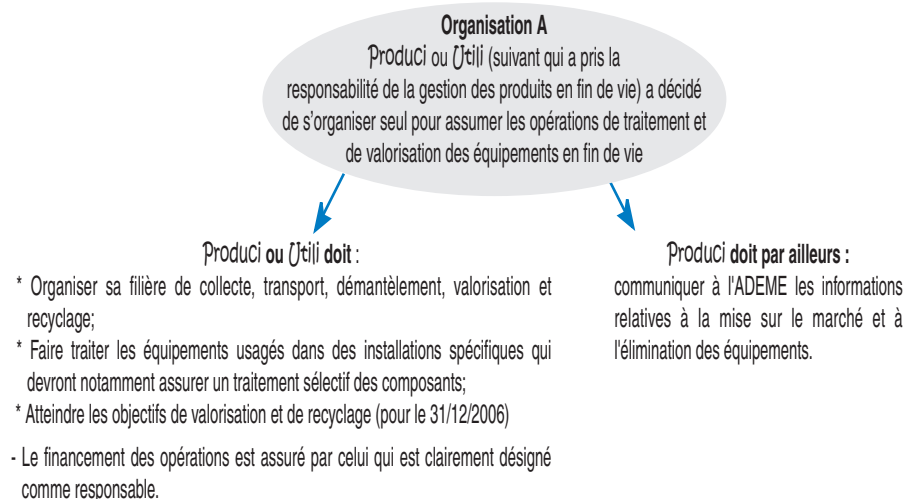 Organisation A
Produci ou Utili (suivant qui a pris la
responsabilité de la gestion des produits en fin de vie) a décidé
de s'organiser seul pour assumer les opérations de traitement et
de valorisation des équipements en fin de vie
Produci ou Utili doit :
* Organiser sa filière de collecte, transport, démantèlement, valorisation et
recyclage;
* Faire traiter les équipements usagés dans des installations spécifiques qui
devront notamment assurer un traitement sélectif des composants;
* Atteindre les objectifs de valorisation et de recyclage (pour le 31/12/2006)
- Le financement des opérations est assuré par celui qui est clairement désigné
comme responsable.
Produci doit par ailleurs :
communiquer à l'ADEME les informations
relatives à la mise sur le marché et à
l'élimination des équipements.